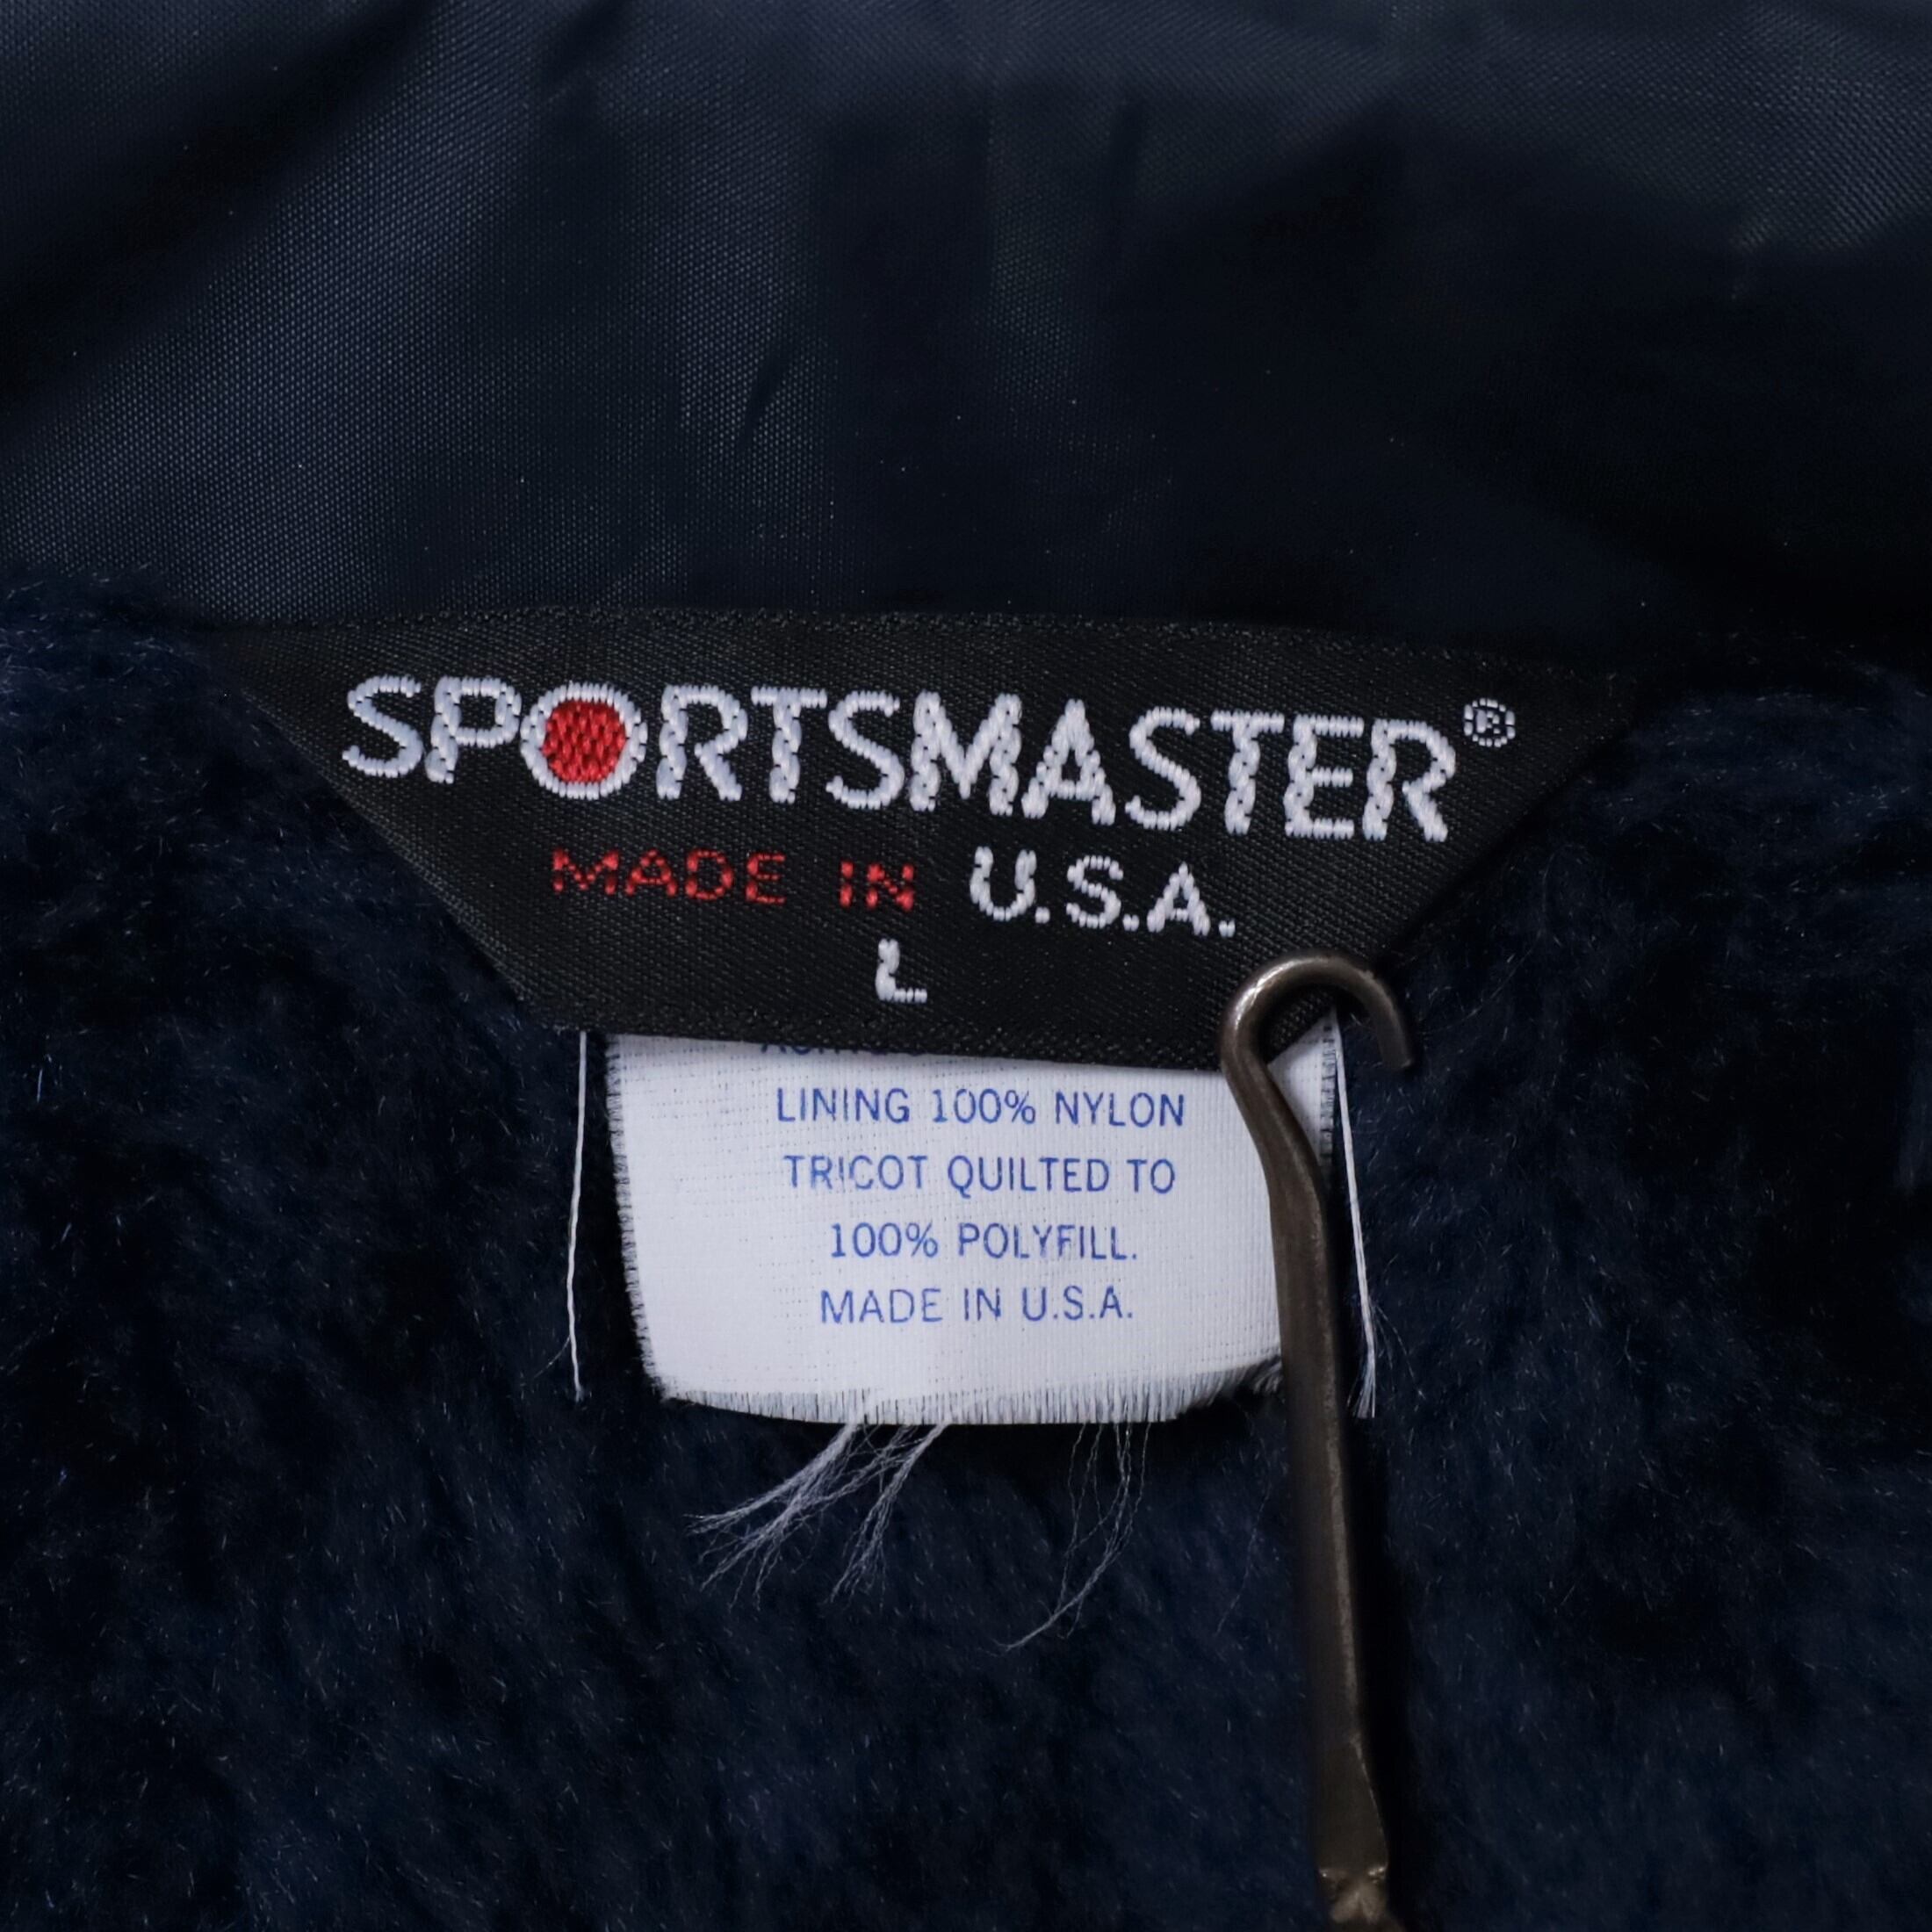 SPORTSMASTER®
MADE IN U.S.A.
L
LINING 100% NYLON
TRICOT QUILTED TO
100% POLYFILL.
MADE IN U.S.A.